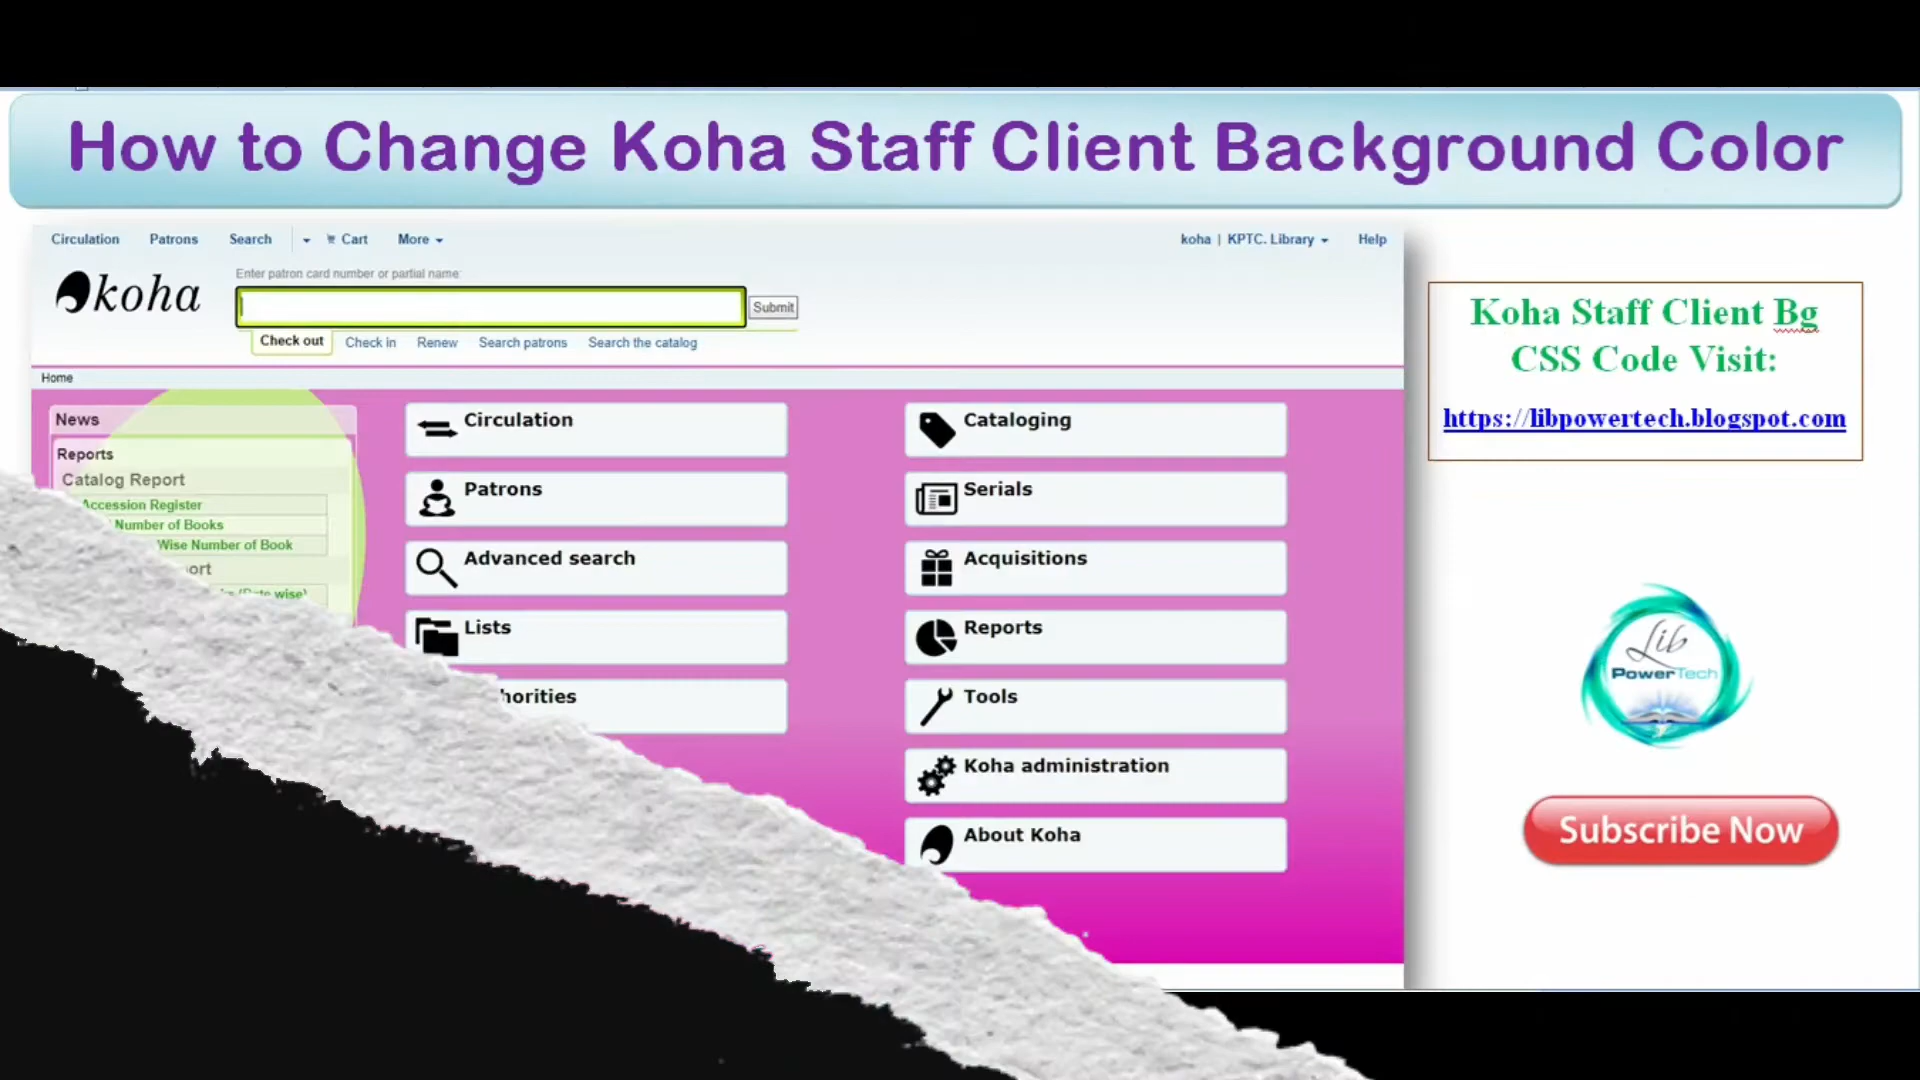 How to Change Koha Staff Client Background Color
Circulation Patrons Search Cart More koha | KPTC. Library Help
koha
Enter patron card number or partial name:
Submit
Check out Check in Renew Search patrons Search the catalog
Home
News
Reports
Catalog Report
Accession Register
Number of Books
Wise Number of Book
Circulation
Patrons
Advanced search
Lists
Cataloging
Serials
Acquisitions
Reports
Tools
Koha administration
About Koha
Koha Staff Client Bg
CSS Code Visit:
https://libpowertech.blogspot.com
Lib
PowerTech
Subscribe Now